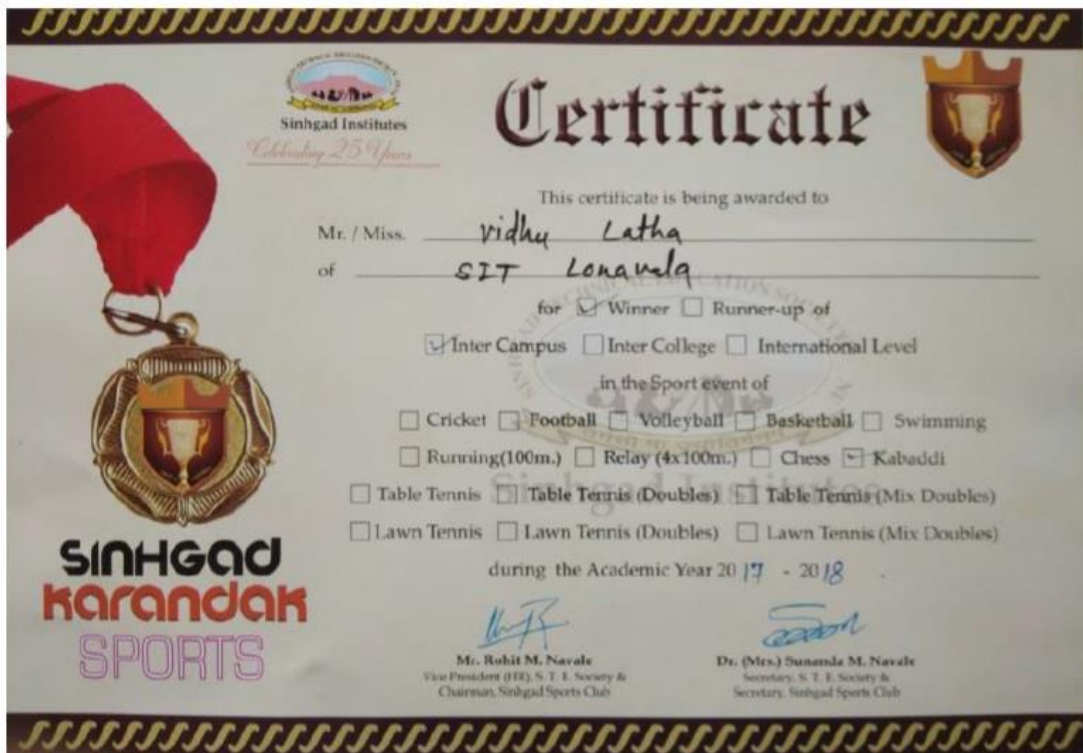 Sinhgad Institutes
Celebrating 25 Years
Certificate
This certificate is being awarded to
Mr. / Miss. Vidhu Latha
of SIT Lonavala
for ☑ Winner ☐ Runner-up of
☑ Inter Campus ☐ Inter College ☐ International Level
in the Sport event of
☐ Cricket ☐ Football ☐ Volleyball ☐ Basketball ☐ Swimming
☐ Running(100m.) ☐ Relay (4x100m.) ☐ Chess ☑ Kabaddi
☐ Table Tennis ☐ Table Tennis (Doubles) ☐ Table Tennis (Mix Doubles)
☐ Lawn Tennis ☐ Lawn Tennis (Doubles) ☐ Lawn Tennis (Mix Doubles)
during the Academic Year 2017 - 2018 .
SINHGAD
KARANDAK
SPORTS
Mr. Rohit M. Navale
Vice President (HR), S. T. E. Society &
Chairman, Sinhgad Sports Club
Dr. (Mrs.) Sunanda M. Navale
Secretary, S. T. E. Society &
Secretary, Sinhgad Sports Club
Sinhgad Institutes